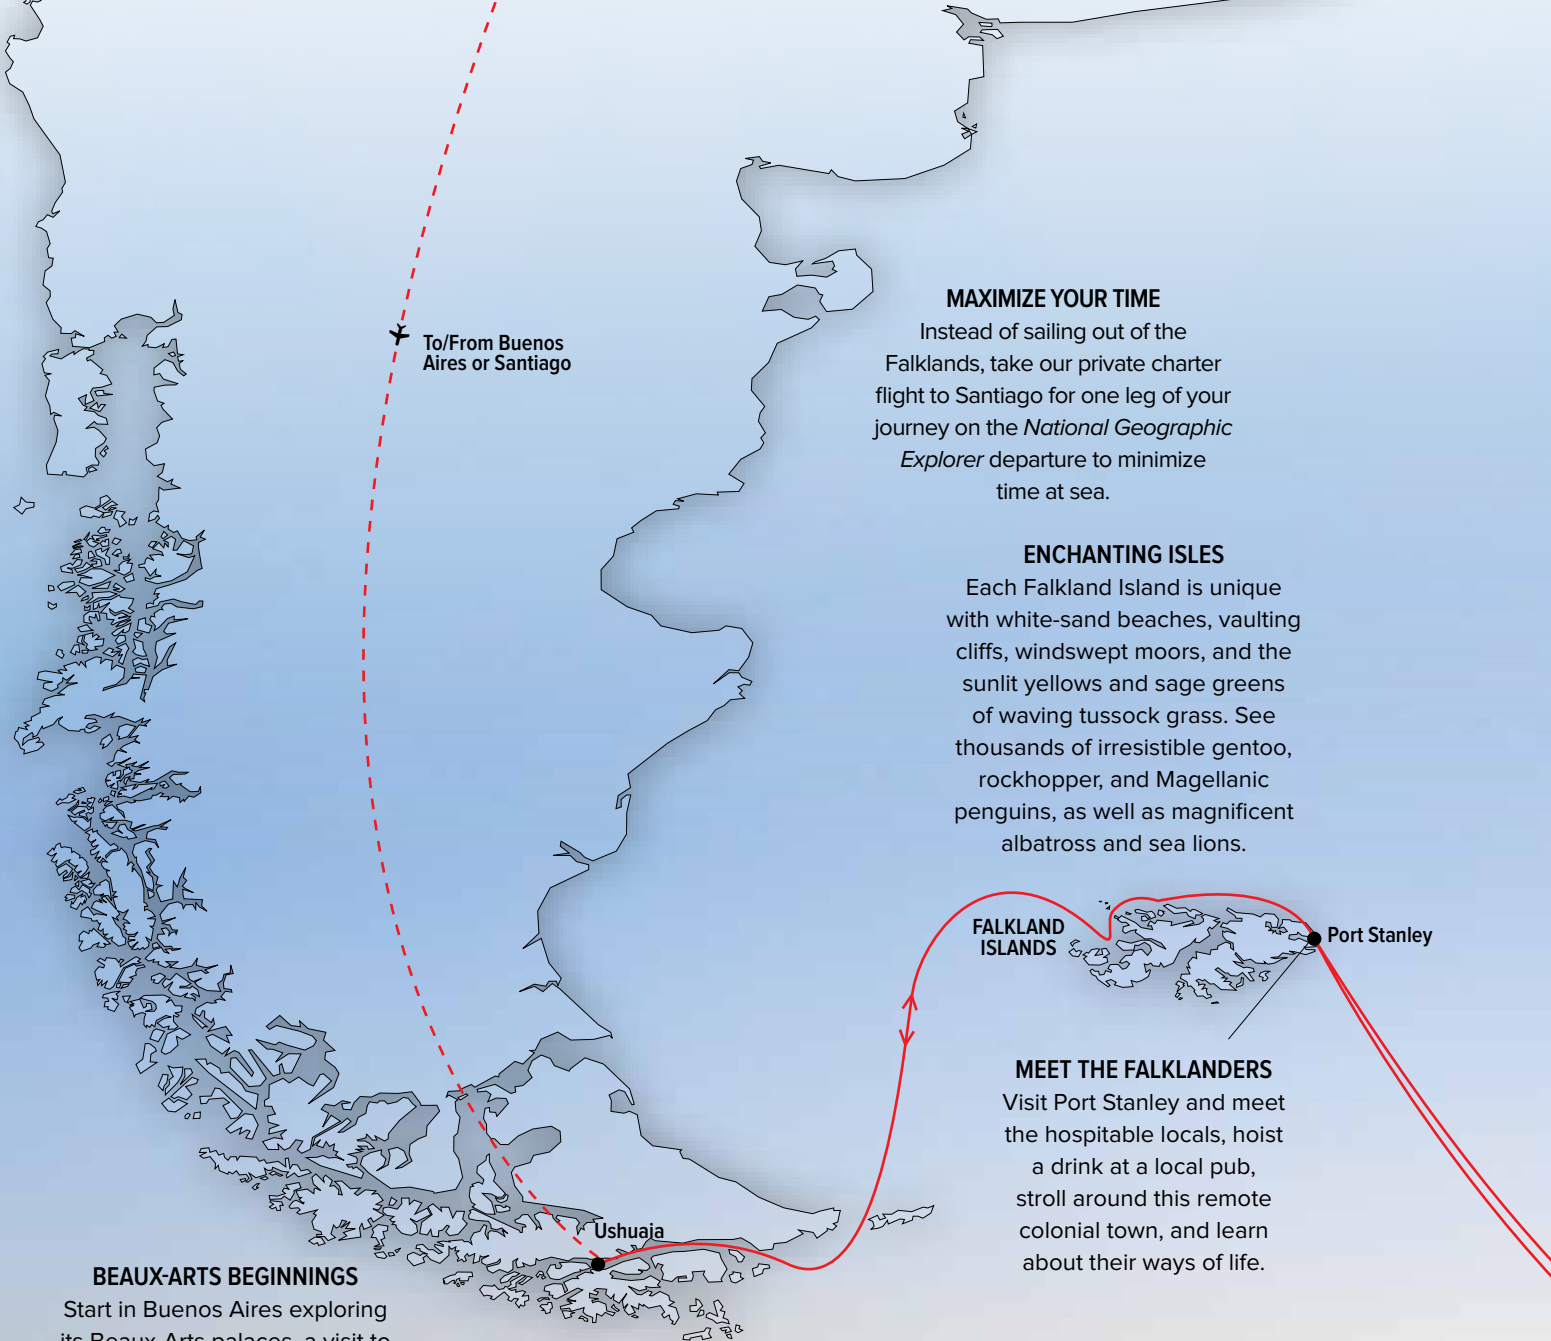 To/From Buenos
Aires or Santiago
MAXIMIZE YOUR TIME
Instead of sailing out of the
Falklands, take our private charter
flight to Santiago for one leg of your
journey on the National Geographic
Explorer departure to minimize
time at sea.
ENCHANTING ISLES
Each Falkland Island is unique
with white-sand beaches, vaulting
cliffs, windswept moors, and the
sunlit yellows and sage greens
of waving tussock grass. See
thousands of irresistible gentoo,
rockhopper, and Magellanic
penguins, as well as magnificent
albatross and sea lions.
FALKLAND
ISLANDS
Port Stanley
MEET THE FALKLANDERS
Visit Port Stanley and meet
the hospitable locals, hoist
a drink at a local pub,
stroll around this remote
colonial town, and learn
about their ways of life.
Ushuaia
BEAUX-ARTS BEGINNINGS
Start in Buenos Aires exploring
its Beaux-Arts palaces, a visit to